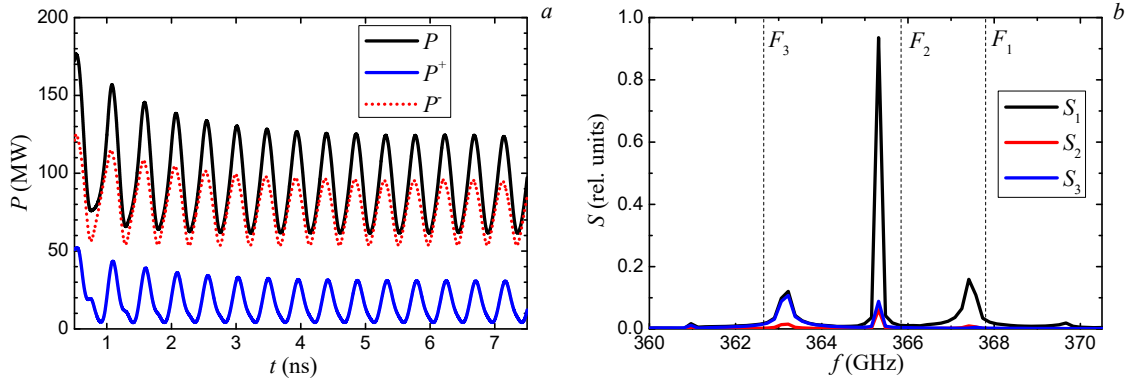 a
P
P+
P-
P (MW)
200
150
100
50
0
1
2
3
4
5
6
7
t (ns)
b
F3
F2
F1
S1
S2
S3
S (rel. units)
1.0
0.8
0.6
0.4
0.2
0.0
360
362
364
366
368
370
f (GHz)